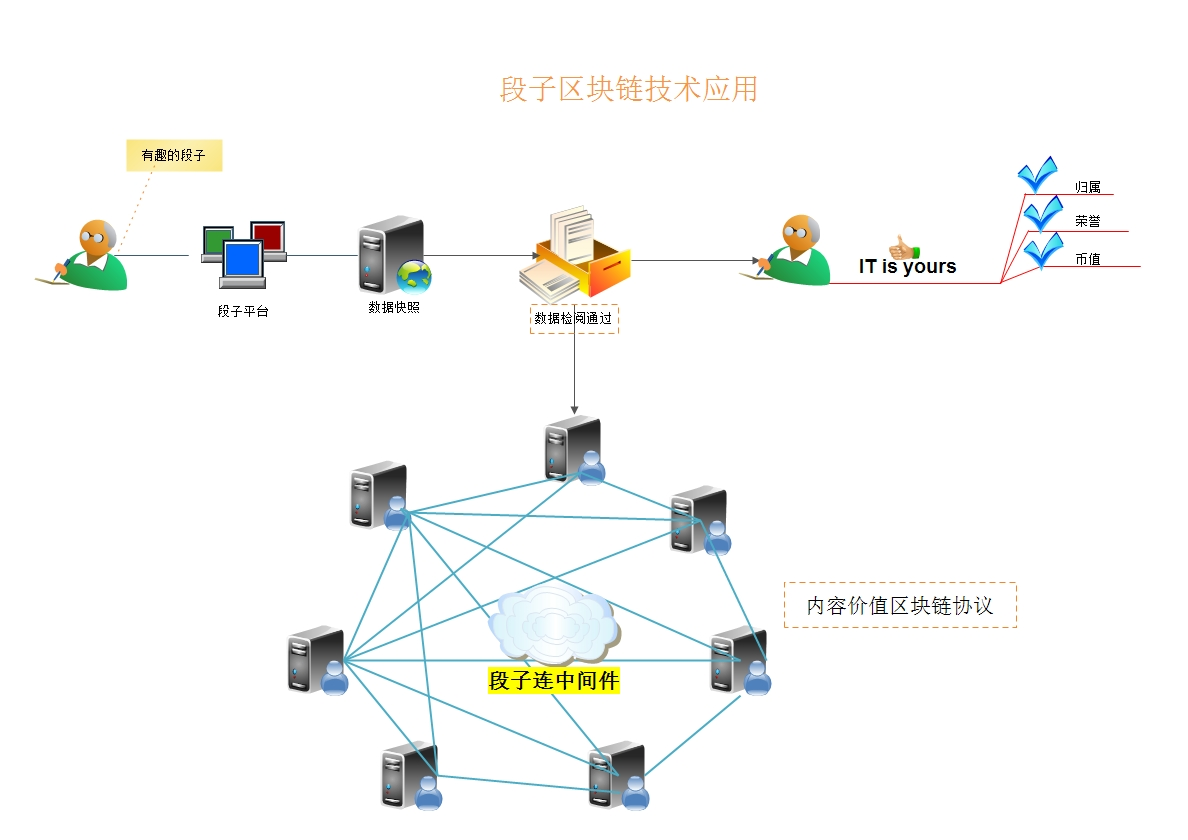 段子区块链技术应用
有趣的段子
归属
荣誉
币值
IT is yours
段子平台
数据快照
数据检阅通过
内容价值区块链协议
段子连中间件